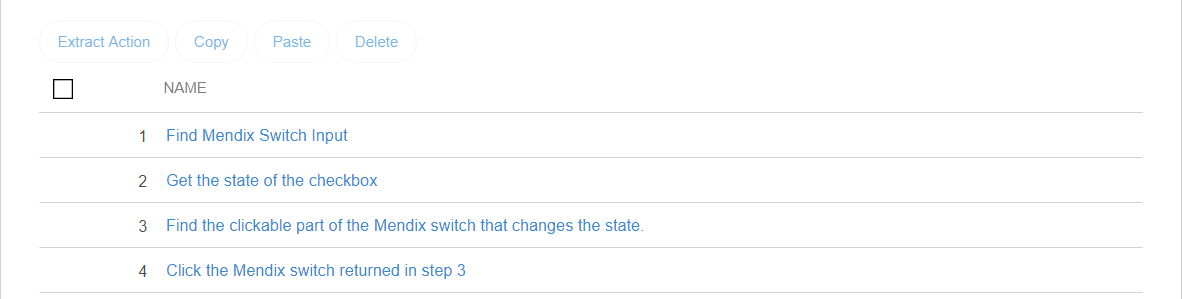 Extract Action Copy Paste Delete
NAME
1 Find Mendix Switch Input
2 Get the state of the checkbox
3 Find the clickable part of the Mendix switch that changes the state.
4 Click the Mendix switch returned in step 3